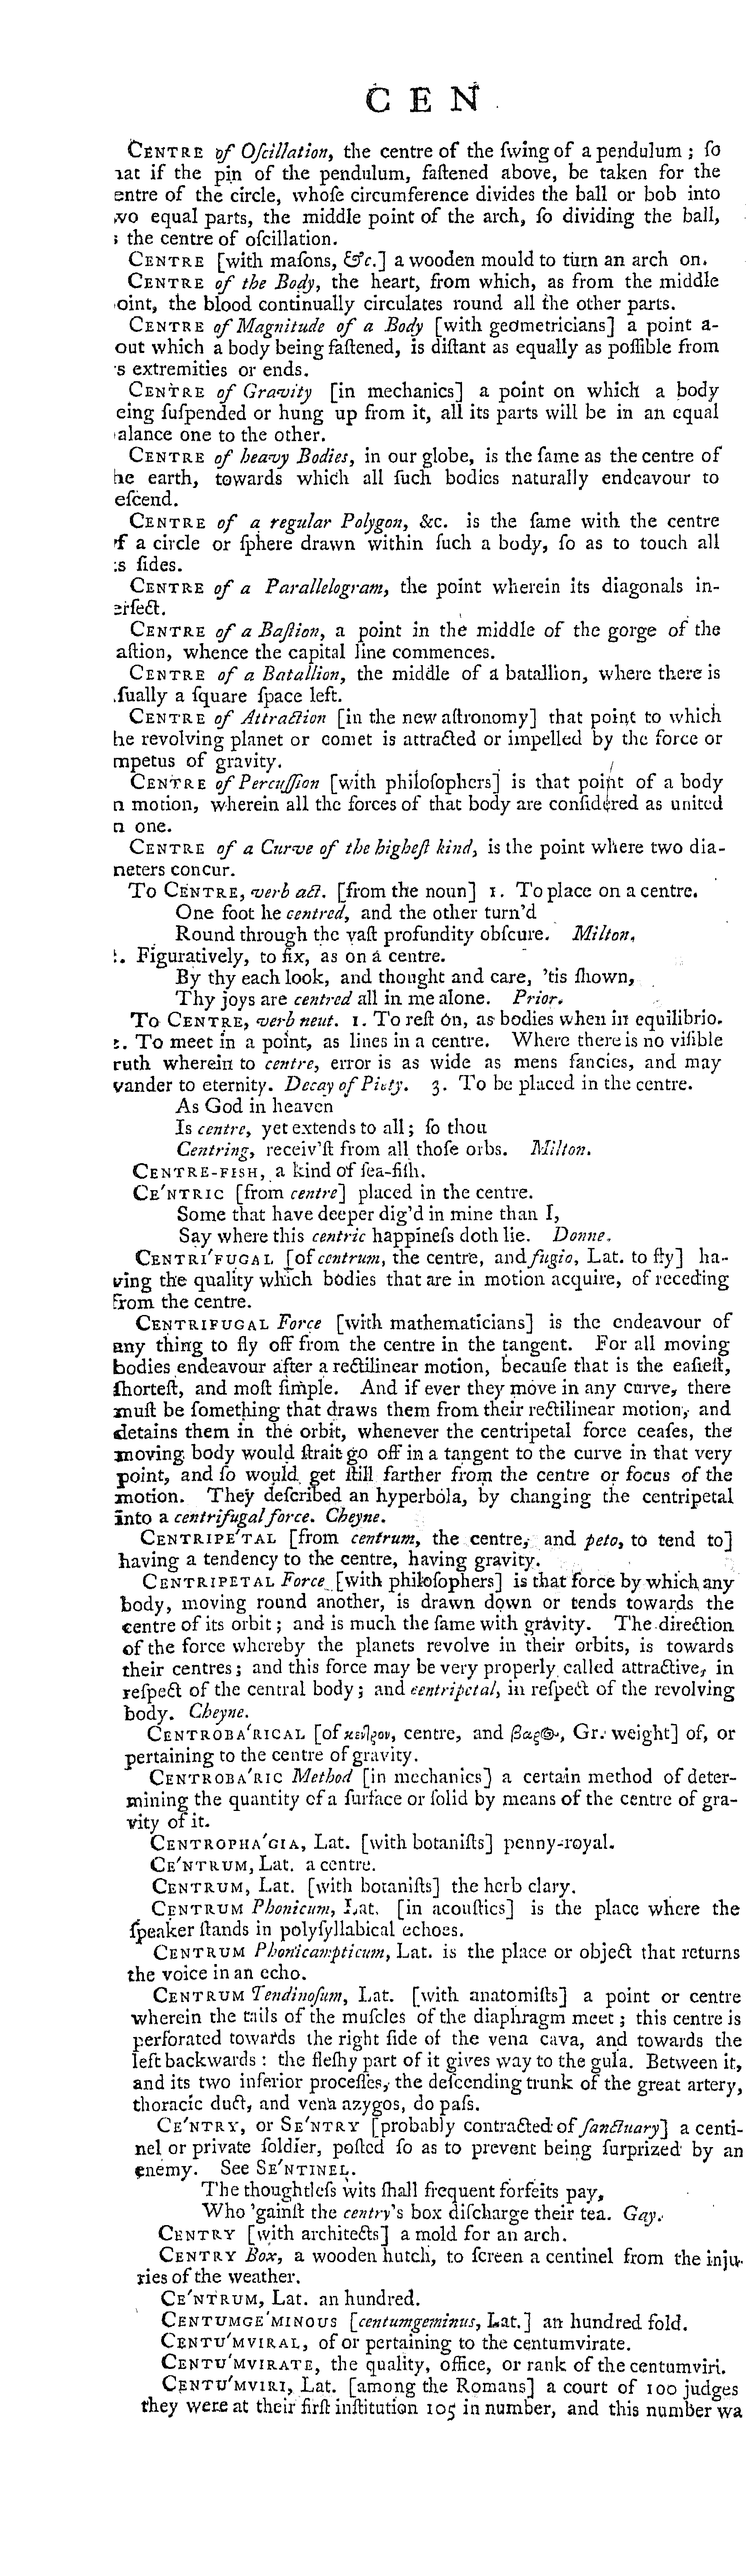 C E N
CENTRE of Oſcillation, the centre of the ſwing of a pendulum; ſo
hat if the pin of the pendulum, faſtened above, be taken for the
entre of the circle, whoſe circumference divides the ball or bob into
wo equal parts, the middle point of the arch, ſo dividing the ball,
s the centre of oſcillation.
CENTRE [with maſons, &c.] a wooden mould to turn an arch on.
CENTRE of the Body, the heart, from which, as from the middle
oint, the blood continually circulates round all the other parts.
CENTRE of Magnitude of a Body [with geometricians] a point a-
out which a body being faſtened, is diſtant as equally as poſſible from
s extremities or ends.
CENTRE of Gravity [in mechanics] a point on which a body
eing ſuſpended or hung up from it, all its parts will be in an equal
alance one to the other.
CENTRE of heavy Bodies, in our globe, is the ſame as the centre of
he earth, towards which all ſuch bodies naturally endeavour to
eſcend.
CENTRE of a regular Polygon, &c. is the ſame with the centre
f a circle or ſphere drawn within ſuch a body, ſo as to touch all
s ſides.
CENTRE of a Parallelogram, the point wherein its diagonals in-
erſect.
CENTRE of a Baſtion, a point in the middle of the gorge of the
aſtion, whence the capital line commences.
CENTRE of a Batallion, the middle of a batallion, where there is
ſually a ſquare ſpace left.
CENTRE of Attraction [in the new aſtronomy] that point to which
he revolving planet or comet is attracted or impelled by the force or
mpetus of gravity.
CENTRE of Percuſſion [with philoſophers] is that point of a body
n motion, wherein all the forces of that body are conſidered as united
n one.
CENTRE of a Curve of the higheſt kind, is the point where two dia-
neters concur.
To CENTRE, verb act. [from the noun] 1. To place on a centre.
One foot he centred, and the other turn'd
Round through the vaſt profundity obſcure. Milton.
2. Figuratively, to fix, as on a centre.
By thy each look, and thought and care, 'tis ſhown,
Thy joys are centred all in me alone. Prior.
To CENTRE, verb neut. 1. To reſt on, as bodies when in equilibrio.
2. To meet in a point, as lines in a centre. Where there is no viſible
ruth wherein to centre, error is as wide as mens fancies, and may
vander to eternity. Decay of Piety. 3. To be placed in the centre.
As God in heaven
Is centre, yet extends to all; ſo thou
Centring, receiv'ſt from all thoſe orbs. Milton.
CENTRE-FISH, a kind of ſea-fiſh.
CE'NTRIC [from centre] placed in the centre.
Some that have deeper dig'd in mine than I,
Say where this centric happineſs doth lie. Donne.
CENTRI'FUGAL [of centrum, the centre, and fugio, Lat. to fly] ha-
ving the quality which bodies that are in motion acquire, of receding
from the centre.
CENTRIFUGAL Force [with mathematicians] is the endeavour of
any thing to fly off from the centre in the tangent. For all moving
bodies endeavour after a rectilinear motion, becauſe that is the eaſieſt,
ſhorteſt, and moſt ſimple. And if ever they move in any curve, there
muſt be ſomething that draws them from their rectilinear motion, and
detains them in the orbit, whenever the centripetal force ceaſes, the
moving body would ſtrait go off in a tangent to the curve in that very
point, and ſo would get ſtill farther from the centre or focus of the
motion. They deſcribed an hyperbola, by changing the centripetal
into a centrifugal force. Cheyne.
CENTRIPE'TAL [from centrum, the centre, and peto, to tend to]
having a tendency to the centre, having gravity.
CENTRIPETAL Force [with philoſophers] is that force by which any
body, moving round another, is drawn down or tends towards the
centre of its orbit; and is much the ſame with gravity. The direction
of the force whereby the planets revolve in their orbits, is towards
their centres; and this force may be very properly called attractive, in
reſpect of the central body; and centripetal, in reſpect of the revolving
body. Cheyne.
CENTROBA'RICAL [of κενϊρον, centre, and βαρ@, Gr. weight] of, or
pertaining to the centre of gravity.
CENTROBA'RIC Method [in mechanics] a certain method of deter-
mining the quantity of a ſurface or ſolid by means of the centre of gra-
vity of it.
CENTROPHA'GIA, Lat. [with botaniſts] penny-royal.
CE'NTRUM, Lat. a centre.
CENTRUM, Lat. [with botaniſts] the herb clary.
CENTRUM Phonicum, Lat. [in acouſtics] is the place where the
ſpeaker ſtands in polyſyllabical echoes.
CENTRUM Phonicampticum, Lat. is the place or object that returns
the voice in an echo.
CENTRUM Tendinoſum, Lat. [with anatomiſts] a point or centre
wherein the tails of the muſcles of the diaphragm meet; this centre is
perforated towards the right ſide of the vena cava, and towards the
left backwards: the fleſhy part of it gives way to the gula. Between it,
and its two inferior proceſſes, the deſcending trunk of the great artery,
thoracic duct, and vena azygos, do paſs.
CE'NTRY, or SE'NTRY [probably contracted of ſanctuary] a centi-
nel or private ſoldier, poſted ſo as to prevent being ſurprized by an
enemy. See SE'NTINEL.
The thoughtleſs wits ſhall frequent forfeits pay,
Who 'gainſt the centry's box diſcharge their tea. Gay.
CENTRY [with architects] a mold for an arch.
CENTRY Box, a wooden hutch, to ſcreen a centinel from the inju-
ries of the weather.
CE'NTRUM, Lat. an hundred.
CENTUMGE'MINOUS [centumgeminus, Lat.] an hundred fold.
CENTU'MVIRAL, of or pertaining to the centumvirate.
CENTU'MVIRATE, the quality, office, or rank of the centumviri.
CENTU'MVIRI, Lat. [among the Romans] a court of 100 judges
they were at their firſt inſtitution 105 in number, and this number wa